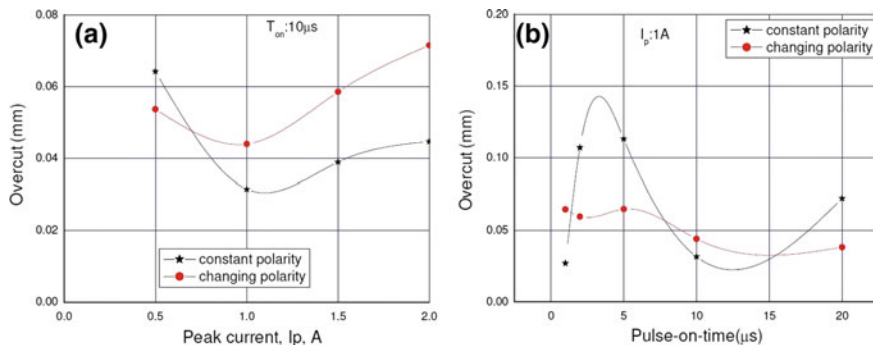 (a)
T_on:10µs
0.08
0.06
0.04
0.02
0.00
Overcut (mm)
constant polarity
changing polarity
0.0 0.5 1.0 1.5 2.0
Peak current, Ip, A
(b)
I_p:1A
constant polarity
changing polarity
0.20
0.15
0.10
0.05
0.00
Overcut (mm)
0 5 10 15 20
Pulse-on-time(µs)